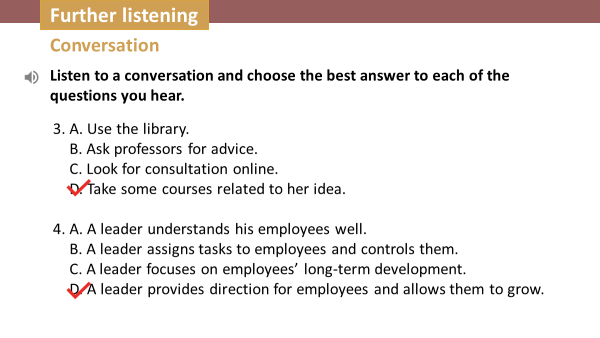 Further listening
Conversation
Listen to a conversation and choose the best answer to each of the
questions you hear.
3. A. Use the library.
B. Ask professors for advice.
C. Look for consultation online.
D. Take some courses related to her idea.
4. A. A leader understands his employees well.
B. A leader assigns tasks to employees and controls them.
C. A leader focuses on employees’ long-term development.
D. A leader provides direction for employees and allows them to grow.